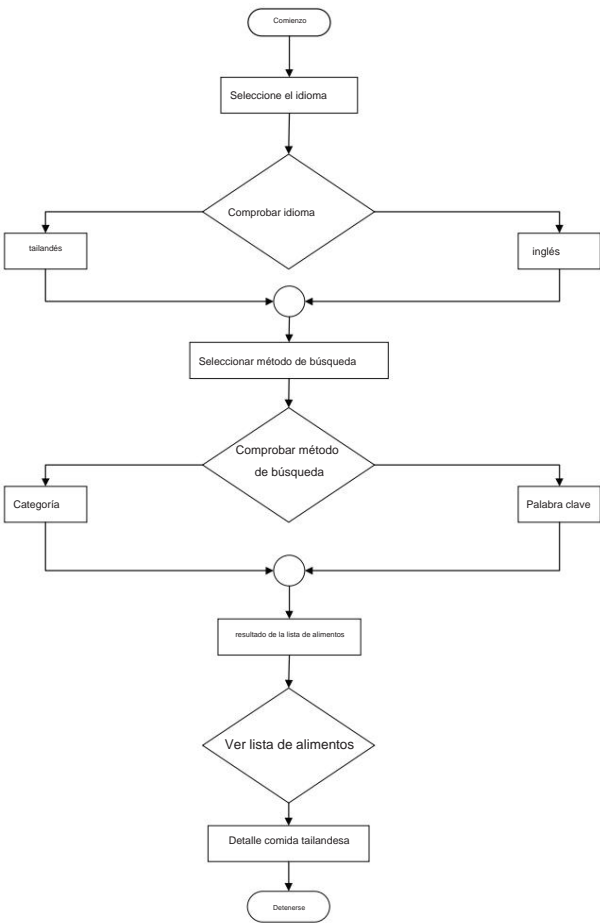 Comienzo
Seleccione el idioma
Comprobar idioma
tailandés
inglés
Seleccionar método de búsqueda
Comprobar método
de búsqueda
Categoría
Palabra clave
resultado de la lista de alimentos
Ver lista de alimentos
Detalle comida tailandesa
Detenerse